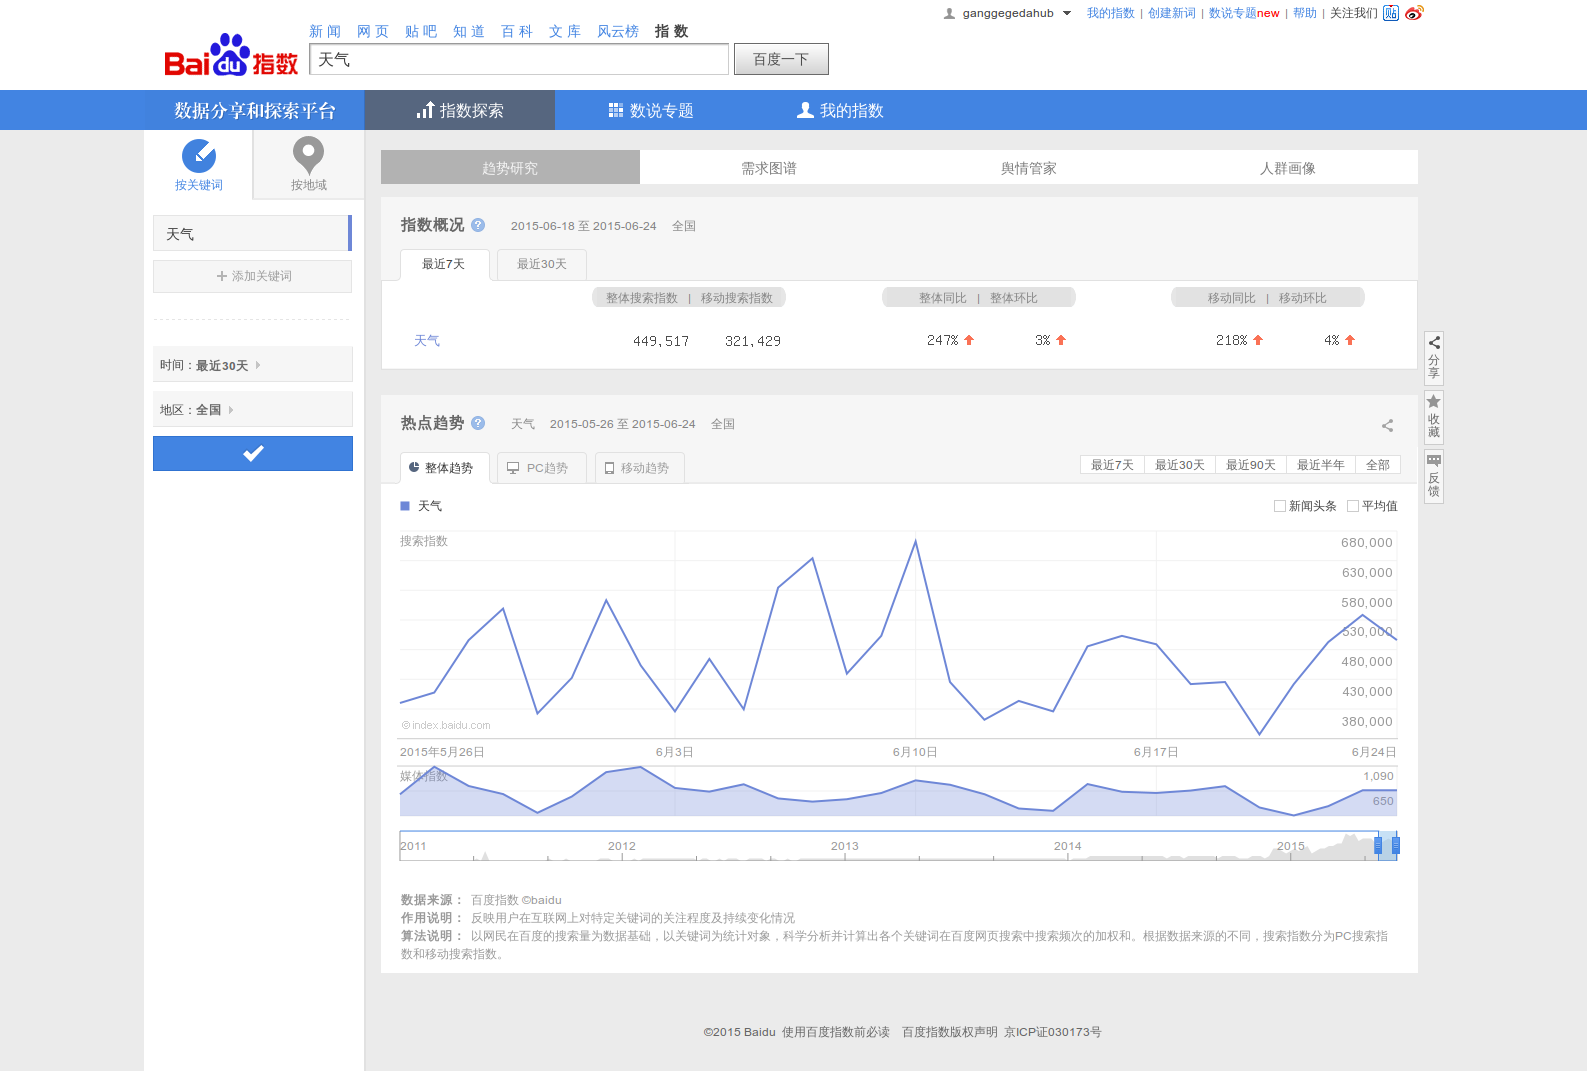 ganggegedahub 我的指数 | 创建新词 | 数说专题new | 帮助 | 关注我们 贴
新 闻 网 页 贴 吧 知 道 百 科 文 库 风云榜 指 数
Bai du 指数 天气 百度一下
数据分享和探索平台 指数探索 数说专题 我的指数
按关键词 按地域
天气
添加关键词
时间：最近30天
地区：全国
趋势研究 需求图谱 舆情管家 人群画像
指数概况 ? 2015-06-18 至 2015-06-24 全国
最近7天 最近30天
整体搜索指数 | 移动搜索指数 整体同比 | 整体环比 移动同比 | 移动环比
天气 449,517 321,429 247% 3% 218% 4%
分享
收藏
反馈
热点趋势 ? 天气 2015-05-26 至 2015-06-24 全国
整体趋势 PC趋势 移动趋势 最近7天 最近30天 最近90天 最近半年 全部
天气 新闻头条 平均值
搜索指数 680,000
630,000
580,000
530,000
480,000
430,000
©index.baidu.com 380,000
2015年5月26日 6月3日 6月10日 6月17日 6月24日
媒体指数 1,090
650
2011 2012 2013 2014 2015
数据来源： 百度指数 ©baidu
作用说明： 反映用户在互联网上对特定关键词的关注程度及持续变化情况
算法说明： 以网民在百度的搜索量为数据基础，以关键词为统计对象，科学分析并计算出各个关键词在百度网页搜索中搜索频次的加权和。根据数据来源的不同，搜索指数分为PC搜索指
数和移动搜索指数。
©2015 Baidu 使用百度指数前必读 百度指数版权声明 京ICP证030173号